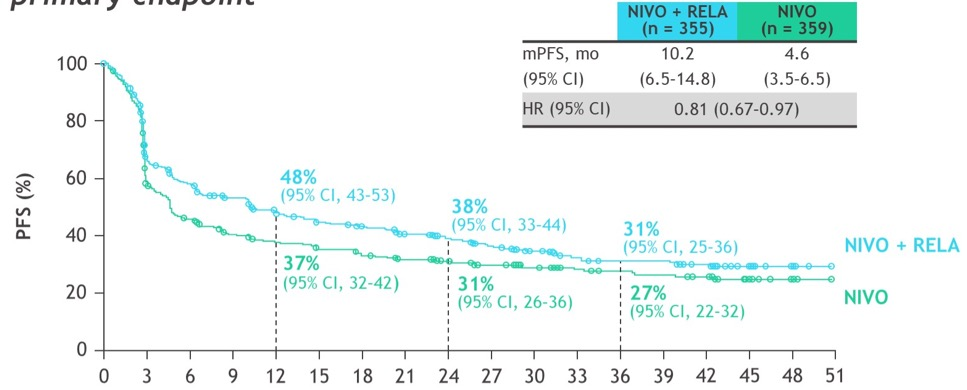 primary endpoint
NIVO + RELA NIVO
(n = 355) (n = 359)
mPFS, mo 10.2 4.6
(95% CI) (6.5-14.8) (3.5-6.5)
HR (95% CI) 0.81 (0.67-0.97)
PFS (%)
100
80
60
40
20
0
48%
(95% CI, 43-53)
38%
(95% CI, 33-44)
31%
(95% CI, 25-36)
NIVO + RELA
37%
(95% CI, 32-42)
31%
(95% CI, 26-36)
27%
(95% CI, 22-32)
NIVO
0 3 6 9 12 15 18 21 24 27 30 33 36 39 42 45 48 51